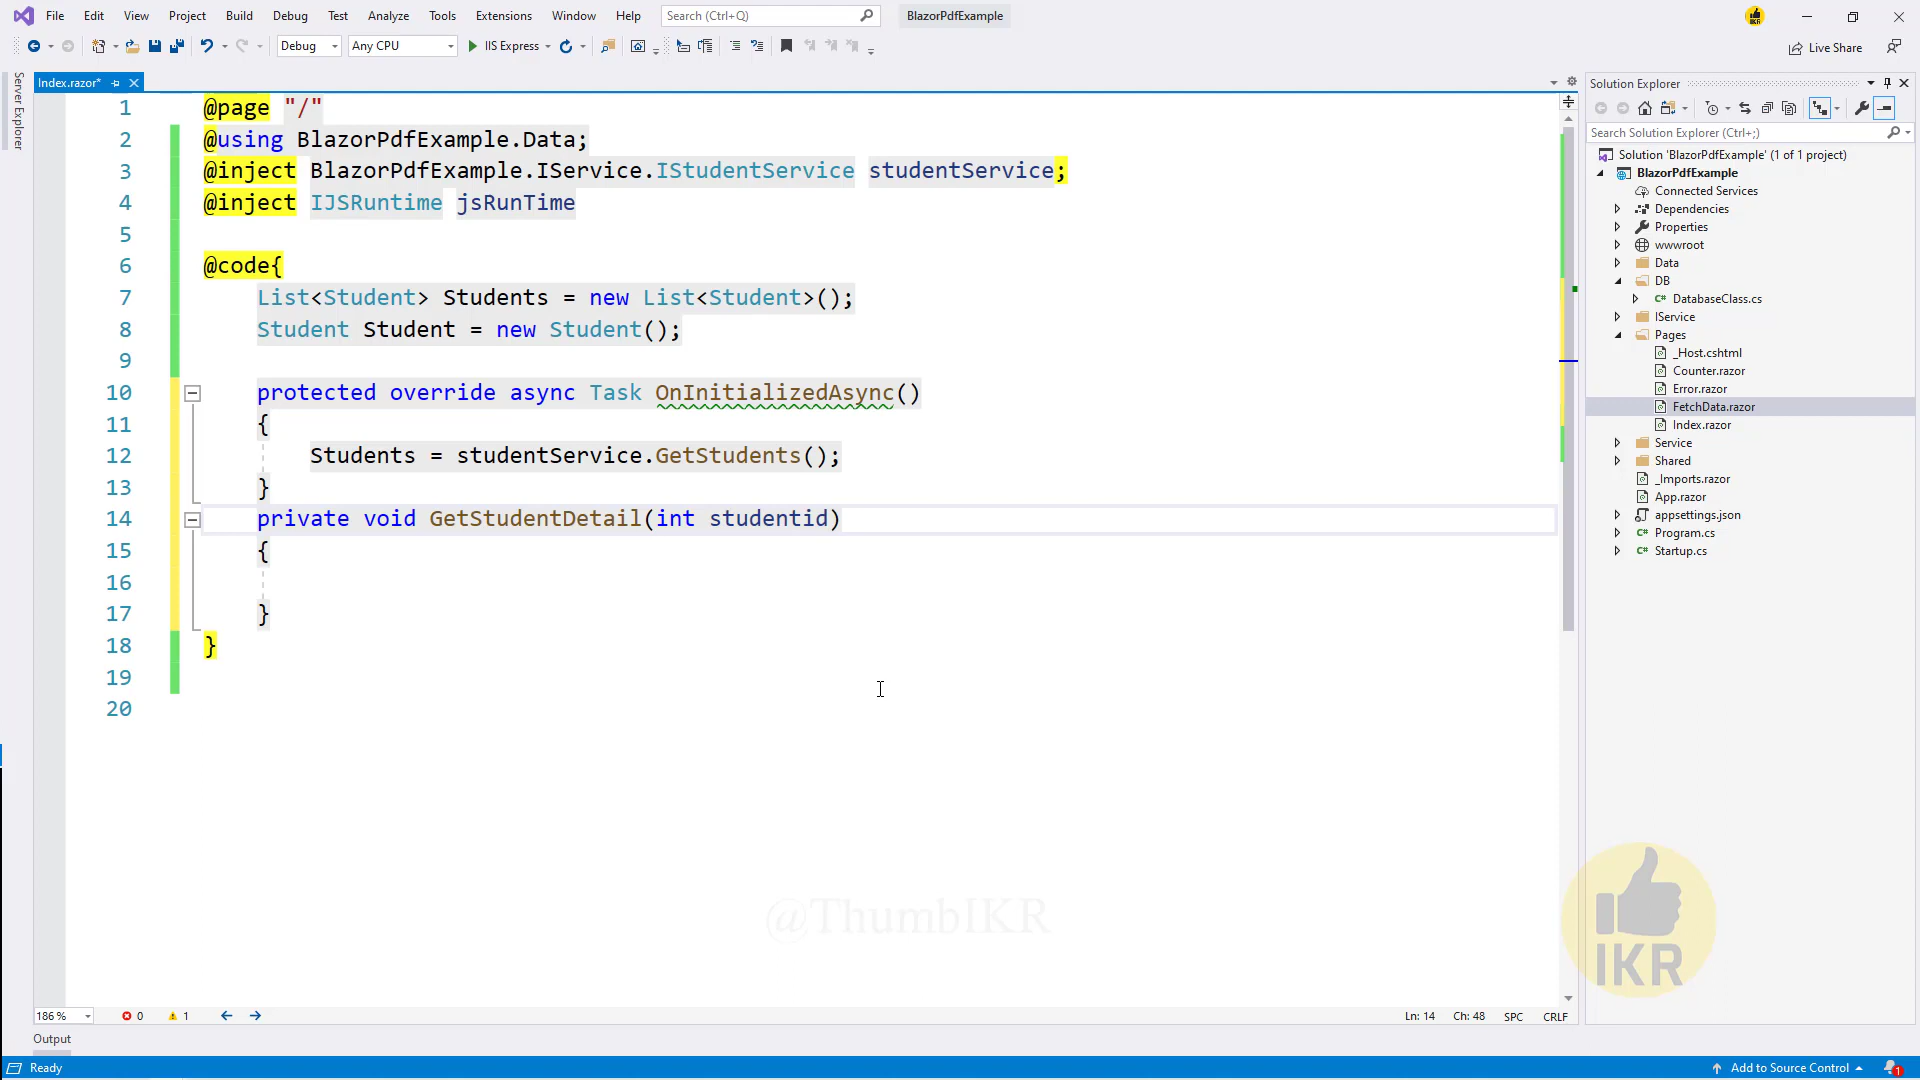 File Edit View Project Build Debug Test Analyze Tools Extensions Window Help Search (Ctrl+Q) BlazorPdfExample
Debug Any CPU IIS Express Live Share
Server Explorer
Index.razor*
1 @page "/"
2 @using BlazorPdfExample.Data;
3 @inject BlazorPdfExample.IService.IStudentService studentService;
4 @inject IJSRuntime jsRunTime
5
6 @code{
7 List<Student> Students = new List<Student>();
8 Student Student = new Student();
9
10 protected override async Task OnInitializedAsync()
11 {
12 Students = studentService.GetStudents();
13 }
14 private void GetStudentDetail(int studentid)
15 {
16
17 }
18 }
19
20
@ThumbIKR
186 % 0 1 Ln: 14 Ch: 48 SPC CRLF
Output
Ready Add to Source Control 1
Solution Explorer
Search Solution Explorer (Ctrl+;)
Solution 'BlazorPdfExample' (1 of 1 project)
BlazorPdfExample
Connected Services
Dependencies
Properties
wwwroot
Data
DB
C# DatabaseClass.cs
IService
Pages
_Host.cshtml
Counter.razor
Error.razor
FetchData.razor
Index.razor
Service
Shared
_Imports.razor
App.razor
appsettings.json
C# Program.cs
C# Startup.cs
IKR